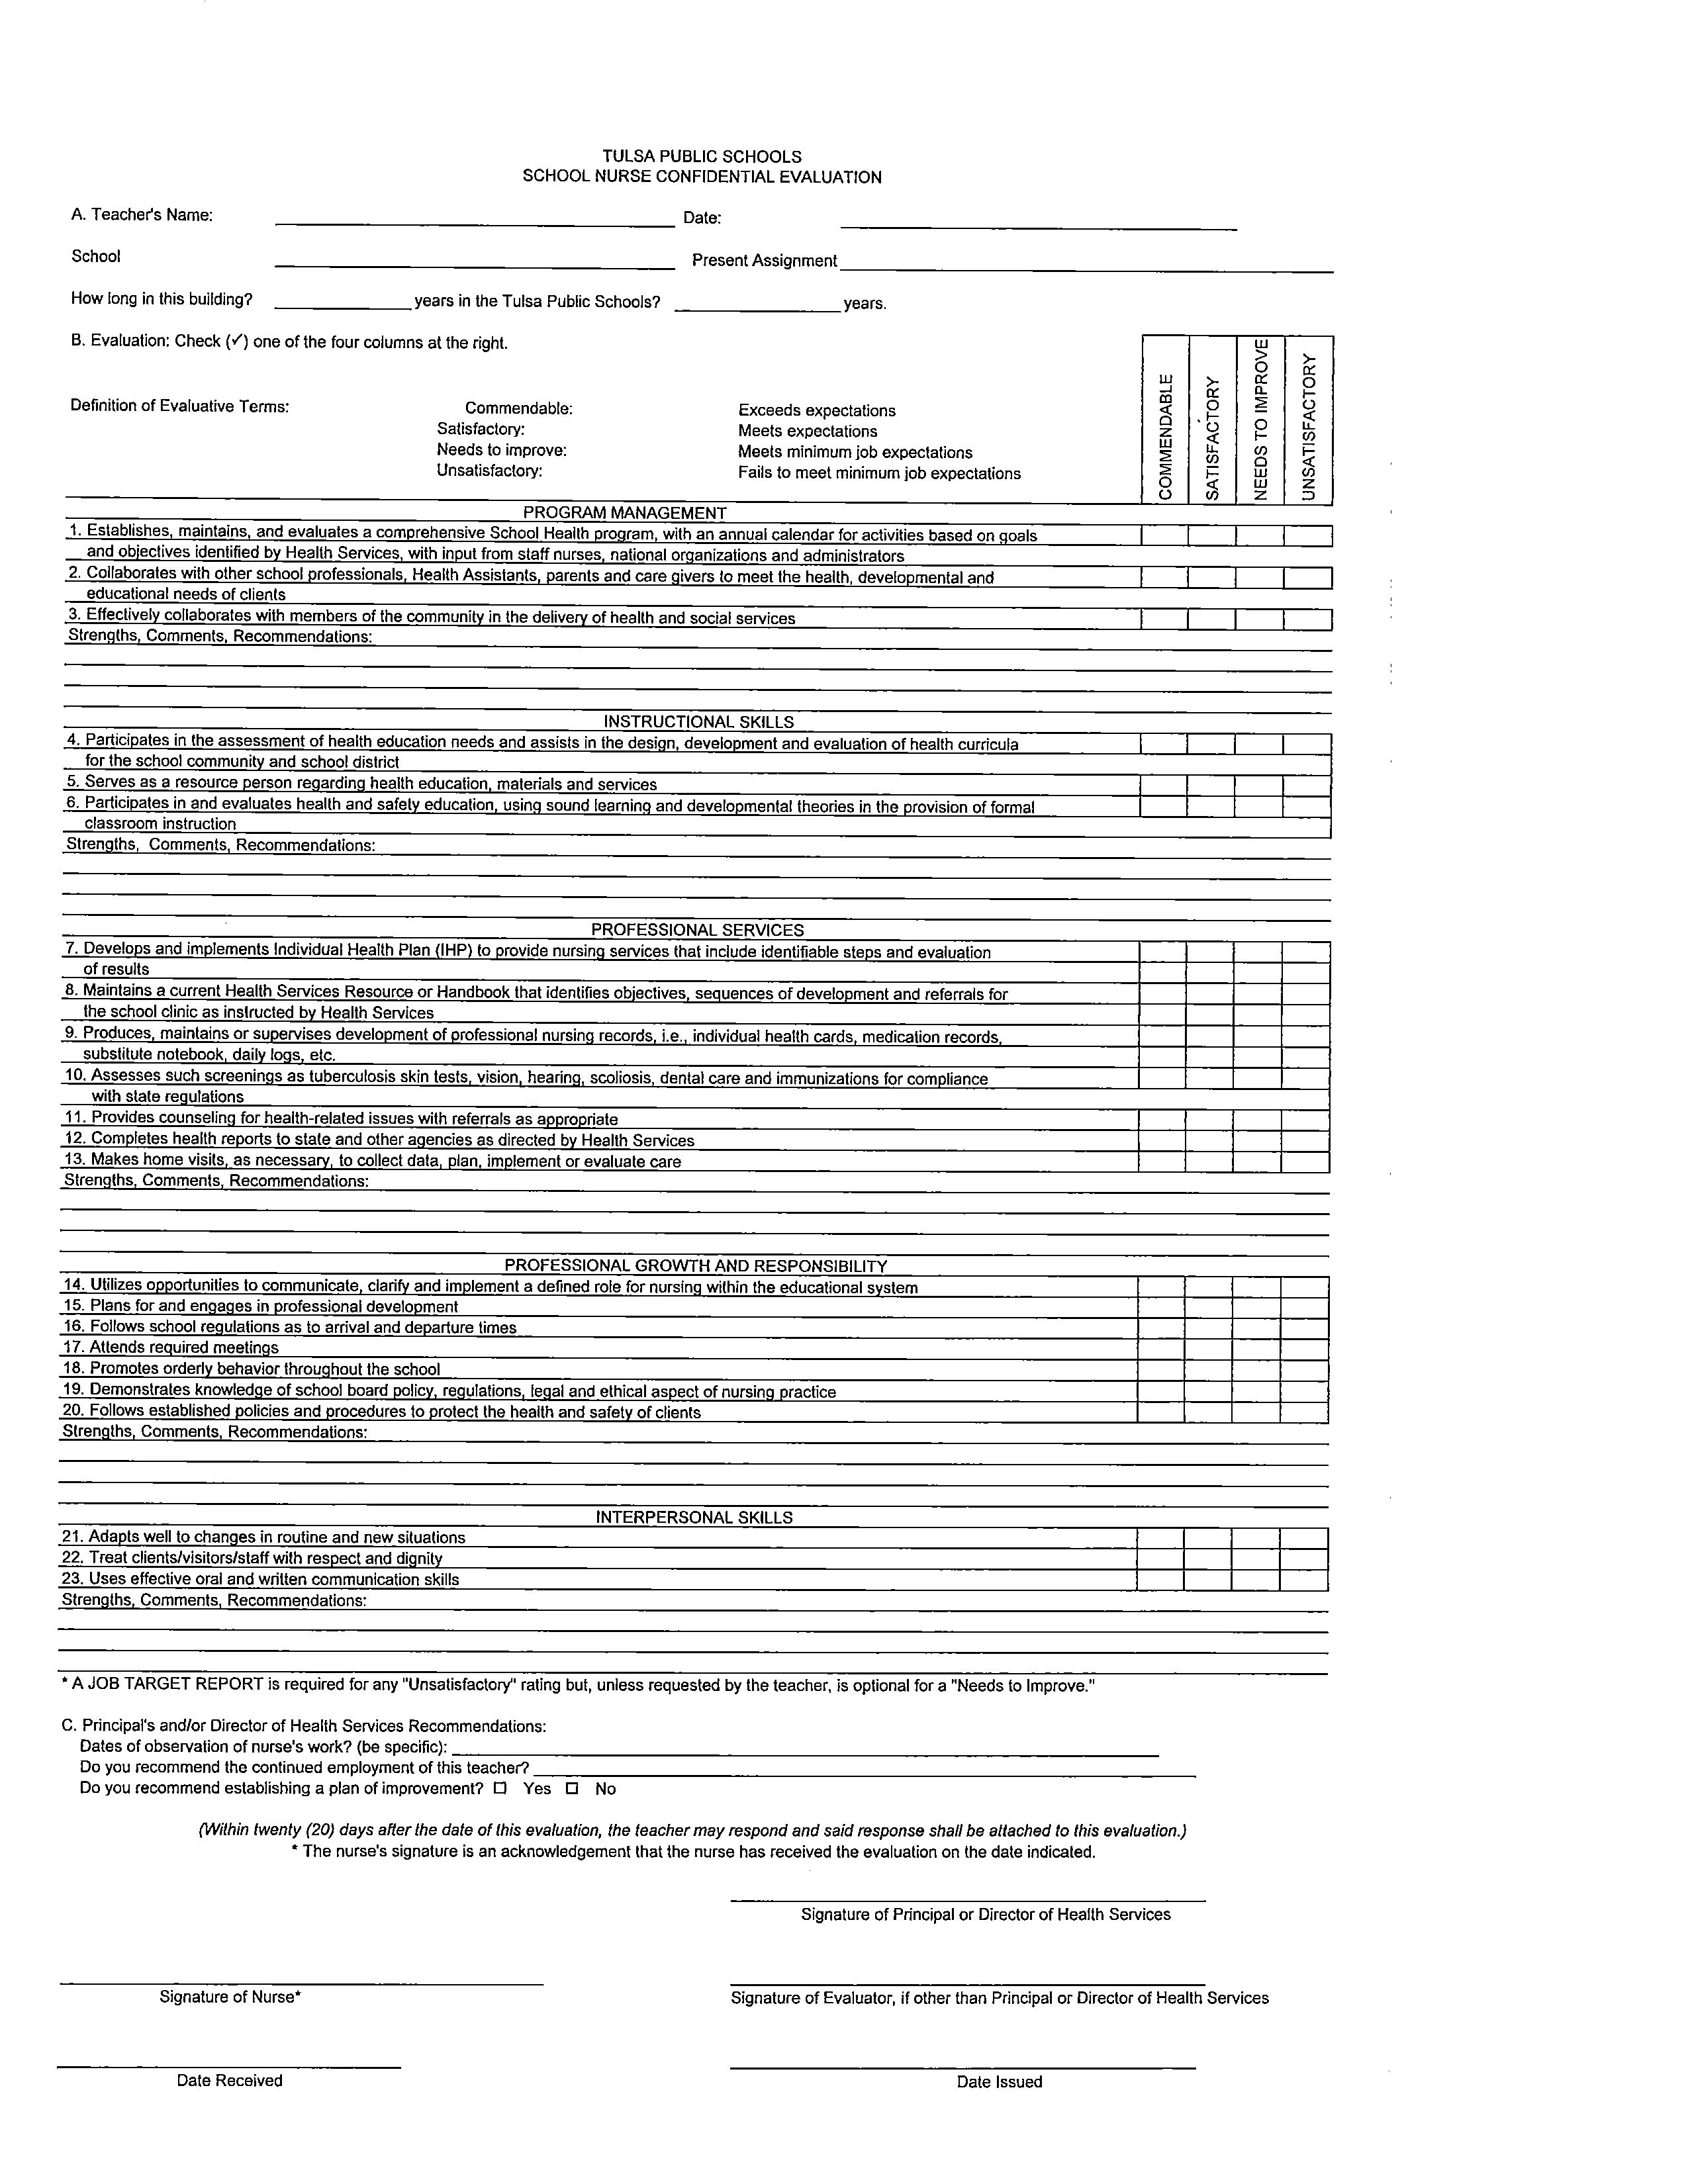 TULSA PUBLIC SCHOOLS
SCHOOL NURSE CONFIDENTIAL EVALUATION
A. Teacher's Name: Date:
School Present Assignment
How long in this building? years in the Tulsa Public Schools? years.
B. Evaluation: Check (✓) one of the four columns at the right.
COMMENDABLE
SATISFACTORY
NEEDS TO IMPROVE
UNSATISFACTORY
Definition of Evaluative Terms: Commendable: Exceeds expectations
Satisfactory: Meets expectations
Needs to improve: Meets minimum job expectations
Unsatisfactory: Fails to meet minimum job expectations
PROGRAM MANAGEMENT
1. Establishes, maintains, and evaluates a comprehensive School Health program, with an annual calendar for activities based on goals
and objectives identified by Health Services, with input from staff nurses, national organizations and administrators
2. Collaborates with other school professionals, Health Assistants, parents and care givers to meet the health, developmental and
educational needs of clients
3. Effectively collaborates with members of the community in the delivery of health and social services
Strengths, Comments, Recommendations:
INSTRUCTIONAL SKILLS
4. Participates in the assessment of health education needs and assists in the design, development and evaluation of health curricula
for the school community and school district
5. Serves as a resource person regarding health education, materials and services
6. Participates in and evaluates health and safety education, using sound learning and developmental theories in the provision of formal
classroom instruction
Strengths, Comments, Recommendations:
PROFESSIONAL SERVICES
7. Develops and implements Individual Health Plan (IHP) to provide nursing services that include identifiable steps and evaluation
of results
8. Maintains a current Health Services Resource or Handbook that identifies objectives, sequences of development and referrals for
the school clinic as instructed by Health Services
9. Produces, maintains or supervises development of professional nursing records, i.e., individual health cards, medication records,
substitute notebook, daily logs, etc.
10. Assesses such screenings as tuberculosis skin tests, vision, hearing, scoliosis, dental care and immunizations for compliance
with state regulations
11. Provides counseling for health-related issues with referrals as appropriate
12. Completes health reports to state and other agencies as directed by Health Services
13. Makes home visits, as necessary, to collect data, plan, implement or evaluate care
Strengths, Comments, Recommendations:
PROFESSIONAL GROWTH AND RESPONSIBILITY
14. Utilizes opportunities to communicate, clarify and implement a defined role for nursing within the educational system
15. Plans for and engages in professional development
16. Follows school regulations as to arrival and departure times
17. Attends required meetings
18. Promotes orderly behavior throughout the school
19. Demonstrates knowledge of school board policy, regulations, legal and ethical aspect of nursing practice
20. Follows established policies and procedures to protect the health and safety of clients
Strengths, Comments, Recommendations:
INTERPERSONAL SKILLS
21. Adapts well to changes in routine and new situations
22. Treat clients/visitors/staff with respect and dignity
23. Uses effective oral and written communication skills
Strengths, Comments, Recommendations:
* A JOB TARGET REPORT is required for any "Unsatisfactory" rating but, unless requested by the teacher, is optional for a "Needs to Improve."
C. Principal's and/or Director of Health Services Recommendations:
Dates of observation of nurse's work? (be specific):
Do you recommend the continued employment of this teacher?
Do you recommend establishing a plan of improvement? ☐ Yes ☐ No
(Within twenty (20) days after the date of this evaluation, the teacher may respond and said response shall be attached to this evaluation.)
* The nurse's signature is an acknowledgement that the nurse has received the evaluation on the date indicated.
Signature of Principal or Director of Health Services
Signature of Nurse* Signature of Evaluator, if other than Principal or Director of Health Services
Date Received Date Issued